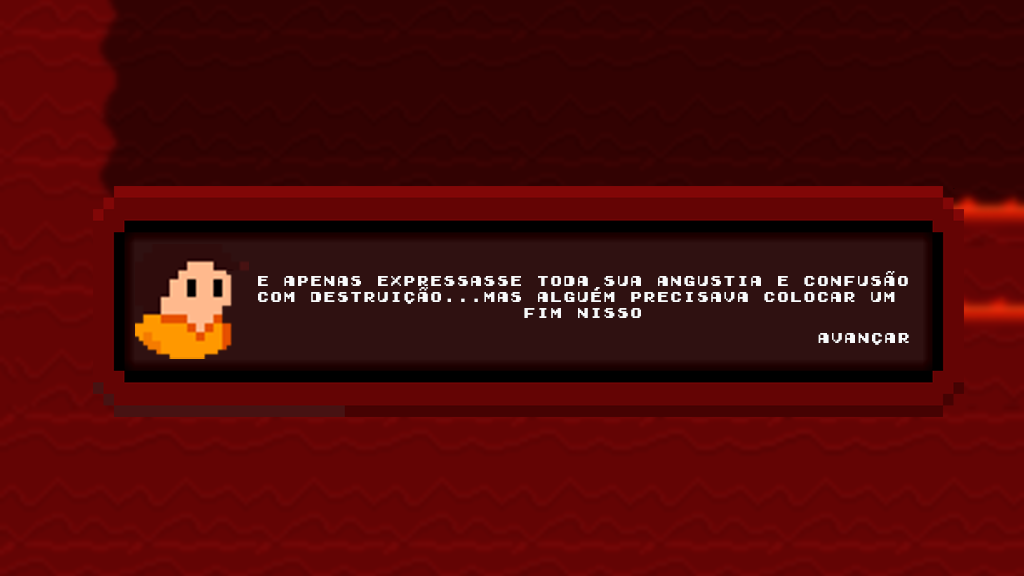 E APENAS EXPRESSASSE TODA SUA ANGUSTIA E CONFUSÃO
COM DESTRUIÇÃO...MAS ALGUÉM PRECISAVA COLOCAR UM
FIM NISSO
AVANÇAR